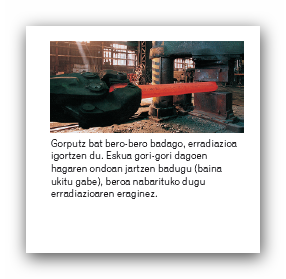 Gorputz bat bero-bero badago, erradiazioa
igortzen du. Eskua gori-gori dagoen
hagaren ondoan jartzen badugu (baina
ukitu gabe), beroa nabarituko dugu
erradiazioaren eraginez.